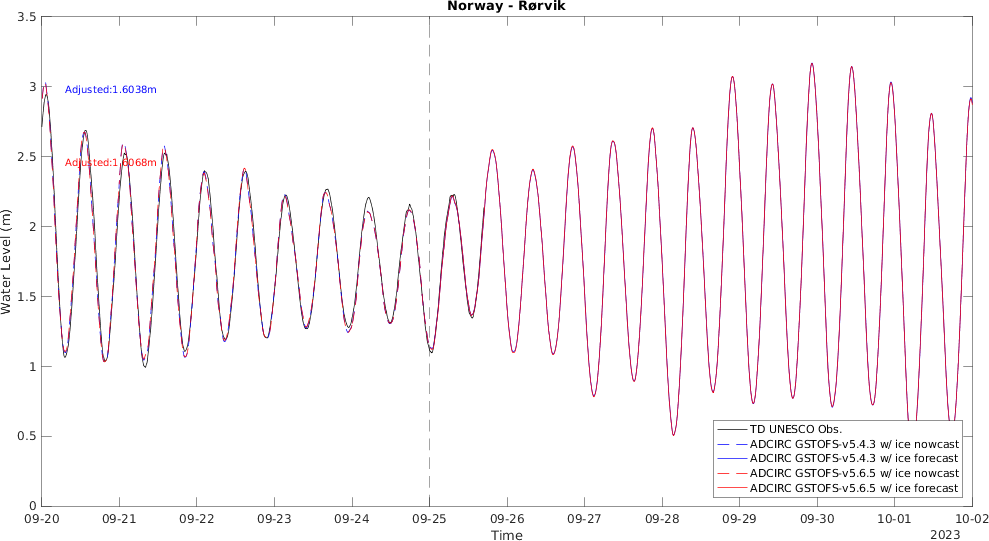 Norway - Rørvik
3.5
3
2.5
2
1.5
1
0.5
0
Water Level (m)
Adjusted:1.6038m
Adjusted:1.6068m
TD UNESCO Obs.
ADCIRC GSTOFS-v5.4.3 w/ ice nowcast
ADCIRC GSTOFS-v5.4.3 w/ ice forecast
ADCIRC GSTOFS-v5.6.5 w/ ice nowcast
ADCIRC GSTOFS-v5.6.5 w/ ice forecast
09-20 09-21 09-22 09-23 09-24 09-25 09-26 09-27 09-28 09-29 09-30 10-01 10-02
Time
2023